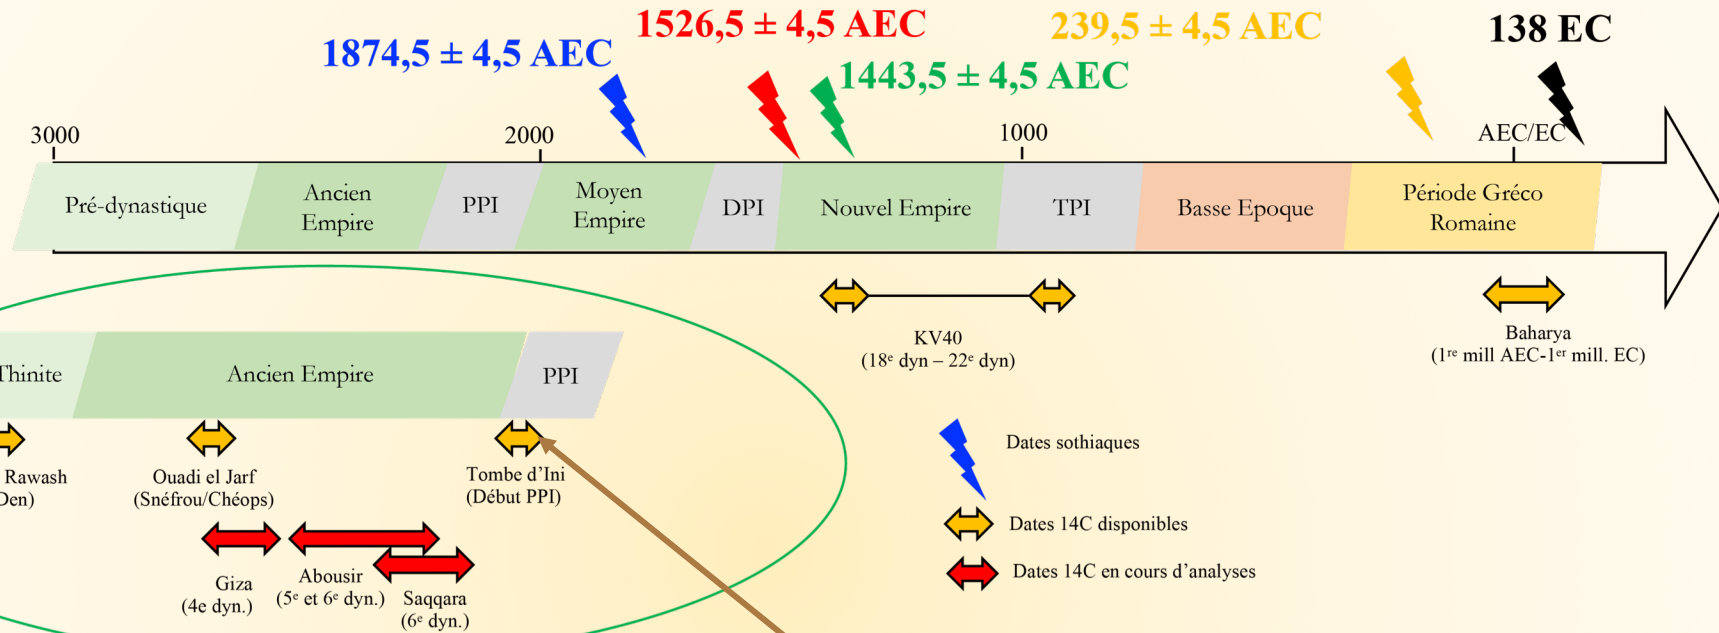 1874,5 ± 4,5 AEC
1526,5 ± 4,5 AEC
1443,5 ± 4,5 AEC
239,5 ± 4,5 AEC
138 EC
3000
2000
1000
AEC/EC
Pré-dynastique
Ancien
Empire
PPI
Moyen
Empire
DPI
Nouvel Empire
TPI
Basse Epoque
Période Gréco
Romaine
KV40
(18e dyn – 22e dyn)
Baharya
(1re mill AEC-1er mill. EC)
Thinite
Ancien Empire
PPI
Rawash
Den)
Ouadi el Jarf
(Snéfrou/Chéops)
Tombe d'Ini
(Début PPI)
Giza
(4e dyn.)
Abousir
(5e et 6e dyn.)
Saqqara
(6e dyn.)
Dates sothiaques
Dates 14C disponibles
Dates 14C en cours d'analyses